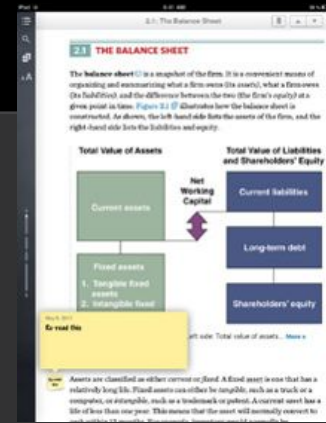 iPad
9:41 AM
2.1: The Balance Sheet
2.1 THE BALANCE SHEET
The balance sheet is a snapshot of the firm. It is a convenient means of
organizing and summarizing what a firm owns (its assets), what a firm owes
(its liabilities), and the difference between the two (the firm's equity) at a
given point in time. Figure 2.1 illustrates how the balance sheet is
constructed. As shown, the left-hand side lists the assets of the firm, and the
right-hand side lists the liabilities and equity.
Total Value of Assets
Total Value of Liabilities
and Shareholders' Equity
Net
Working
Capital
Current assets
Current liabilities
Fixed assets
1. Tangible fixed
assets
2. Intangible fixed
Long-term debt
Shareholders' equity
Re read this
Left side: Total value of assets... More
Assets are classified as either current or fixed. A fixed asset is one that has a
relatively long life. Fixed assets can either be tangible, such as a truck or a
computer, or intangible, such as a trademark or patent. A current asset has a
life of less than one year. This means that the asset will normally convert to